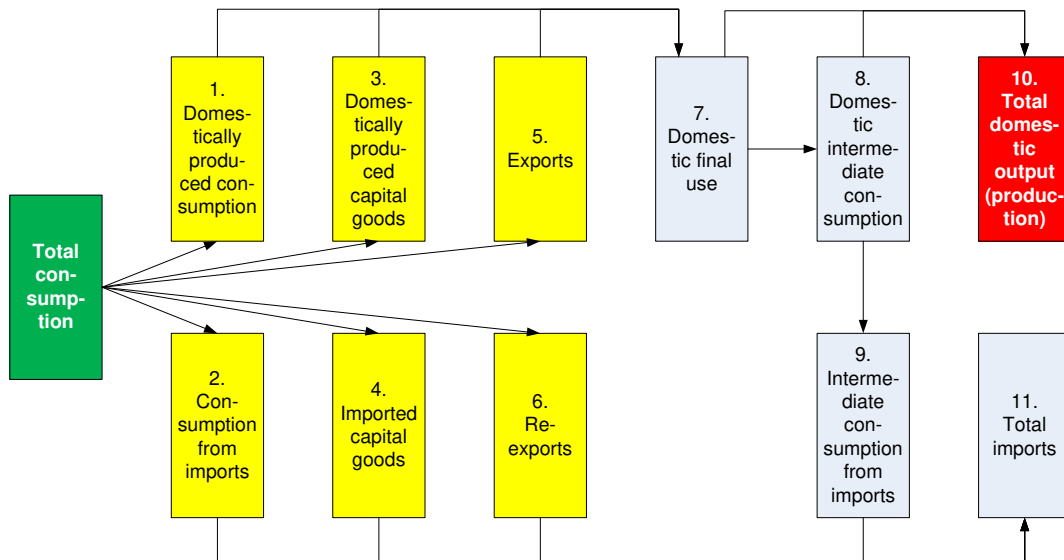 Total
con-
sump-
tion
1.
Domes-
tically
produ-
ced con-
sumption
3.
Domes-
tically
produ-
ced
capital
goods
5.
Exports
7.
Domes-
tic final
use
8.
Domes-
tic
interme-
diate con-
sumption
10.
Total
domes-
tic
output
(produc-
tion)
2.
Con-
sumption
from
imports
4.
Imported
capital
goods
6.
Re-
exports
9.
Interme-
diate con-
sumption
from
imports
11.
Total
imports